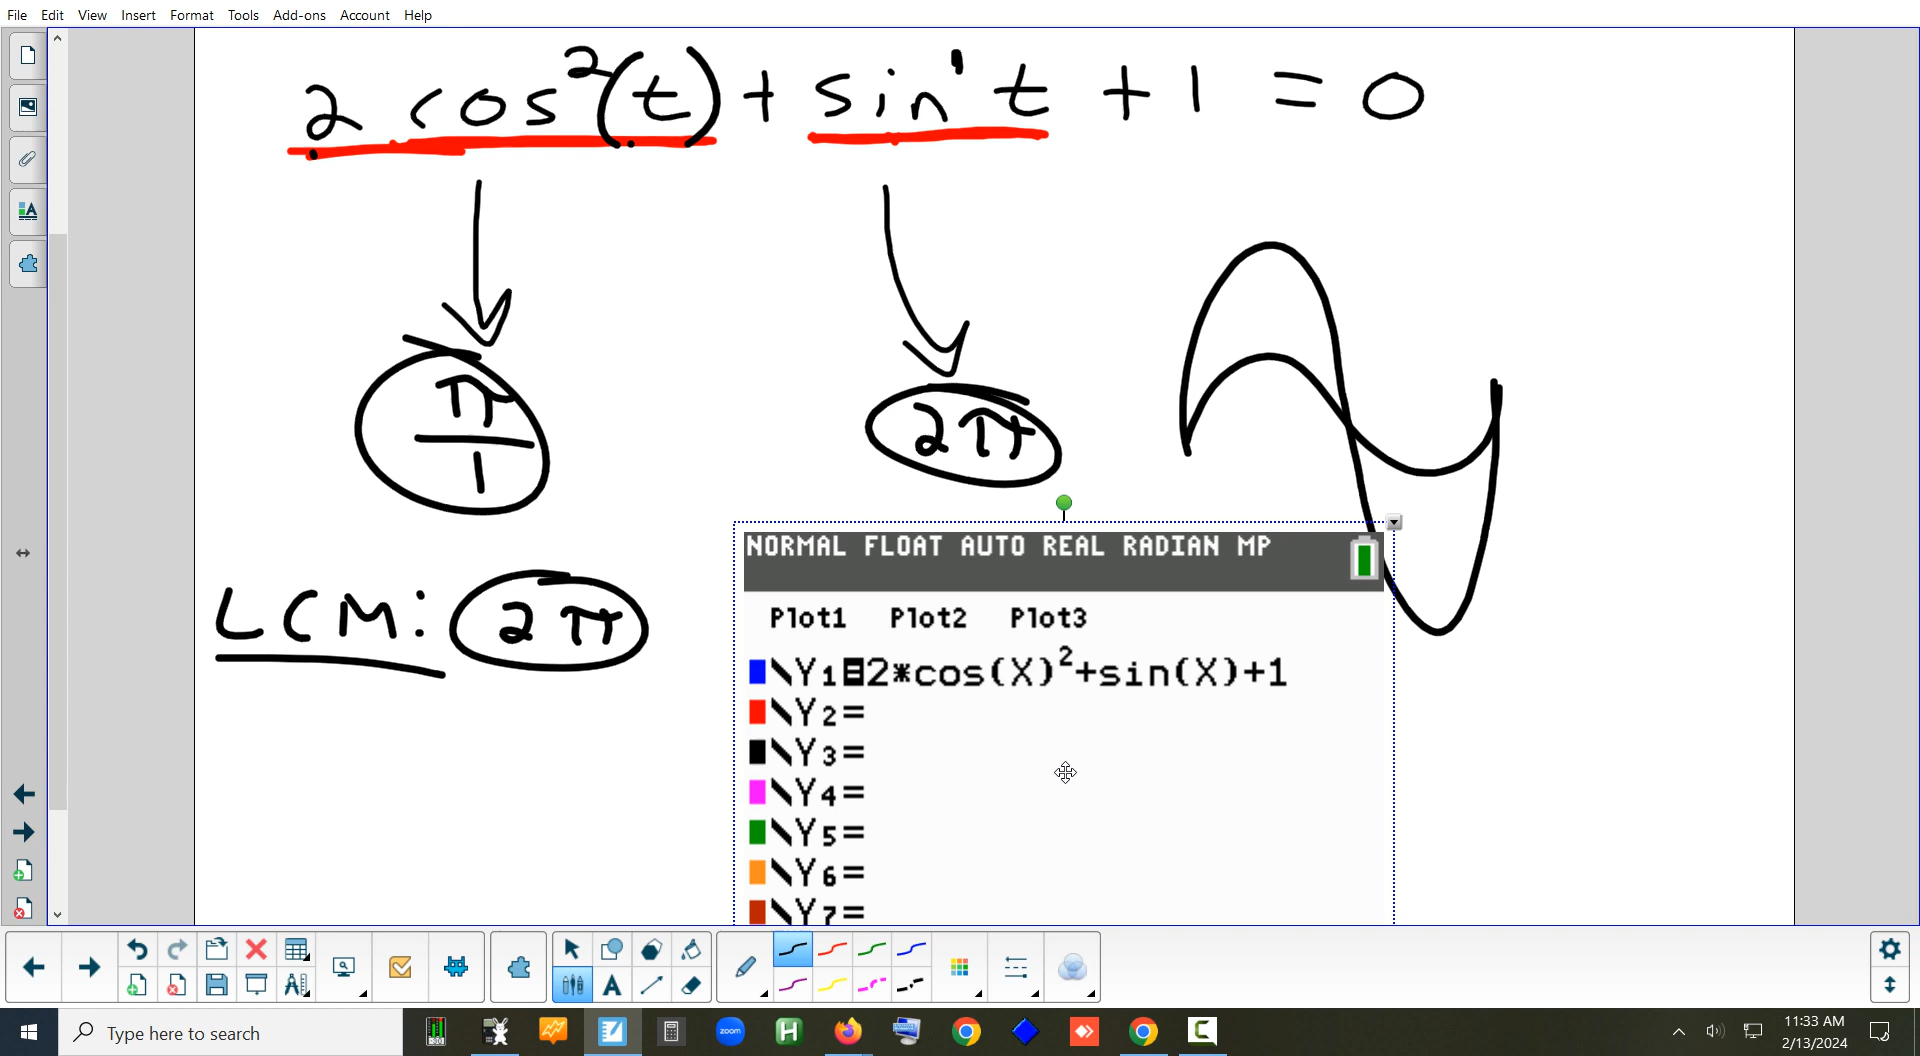 File Edit View Insert Format Tools Add-ons Account Help
2 cos²(t) + sin¹ t + 1 = 0
π
1
2π
LCM: 2π
NORMAL FLOAT AUTO REAL RADIAN MP
Plot1 Plot2 Plot3
\Y1=2*cos(X)²+sin(X)+1
\Y2=
\Y3=
\Y4=
\Y5=
\Y6=
\Y7=
A
A
Type here to search
zoom
H
C
11:33 AM
2/13/2024